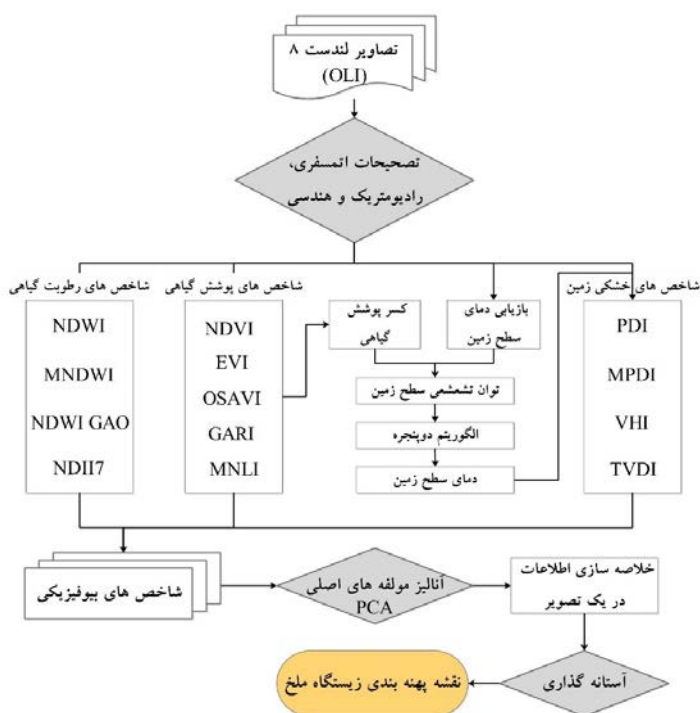 تصاویر لندست ۸
(OLI)
تصحیحات اتمسفری،
رادیومتریک و هندسی
شاخص های رطوبت گیاهی
NDWI
MNDWI
NDWI GAO
NDII7
شاخص های پوشش گیاهی
NDVI
EVI
OSAVI
GARI
MNLI
کسر پوشش
گیاهی
بازیابی دمای
سطح زمین
توان تشعشعی سطح زمین
الگوریتم دوپنجره
دمای سطح زمین
شاخص های خشکی زمین
PDI
MPDI
VHI
TVDI
شاخص های بیوفیزیکی
آنالیز مولفه های اصلی
PCA
خلاصه سازی اطلاعات
در یک تصویر
آستانه گذاری
نقشه پهنه بندی زیستگاه ملخ